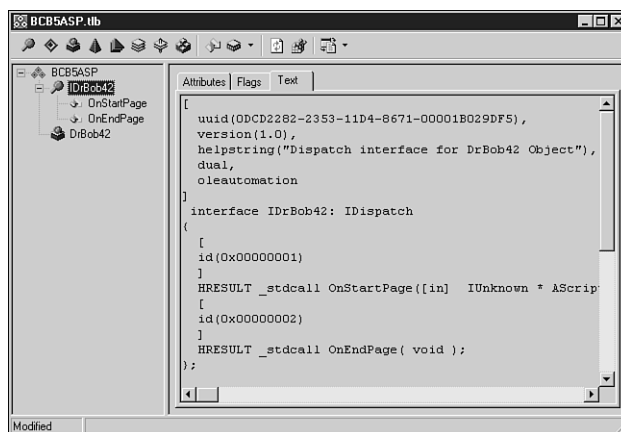 BCB5ASP.tlb
BCB5ASP
IDrBob42
OnStartPage
OnEndPage
DrBob42
Attributes Flags Text
[
uuid(0DCD2282-2353-11D4-8671-00001B029DF5),
version(1.0),
helpstring("Dispatch interface for DrBob42 Object"),
dual,
oleautomation
]
interface IDrBob42: IDispatch
{
[
id(0x00000001)
]
HRESULT _stdcall OnStartPage([in] IUnknown * AScrip
[
id(0x00000002)
]
HRESULT _stdcall OnEndPage( void );
};
Modified